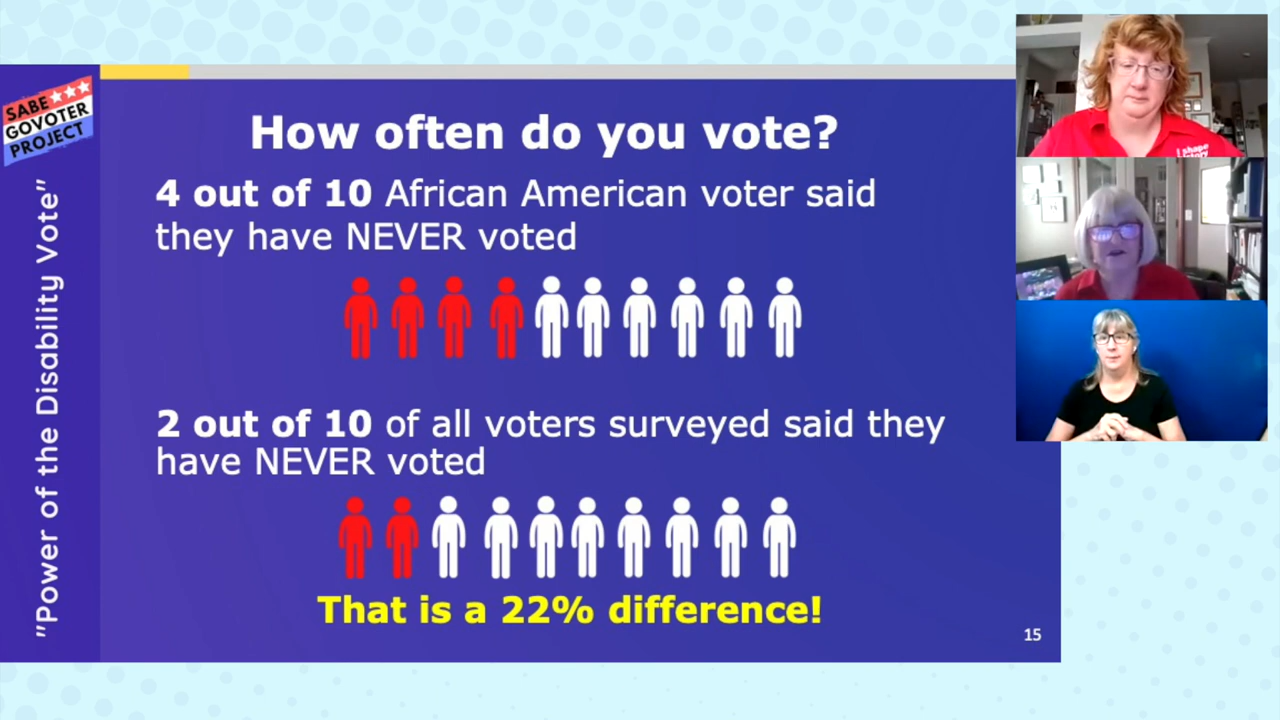 SABE
GOVOTER
PROJECT
"Power of the Disability Vote"
How often do you vote?
4 out of 10 African American voter said
they have NEVER voted
2 out of 10 of all voters surveyed said they
have NEVER voted
That is a 22% difference!
15
I shape